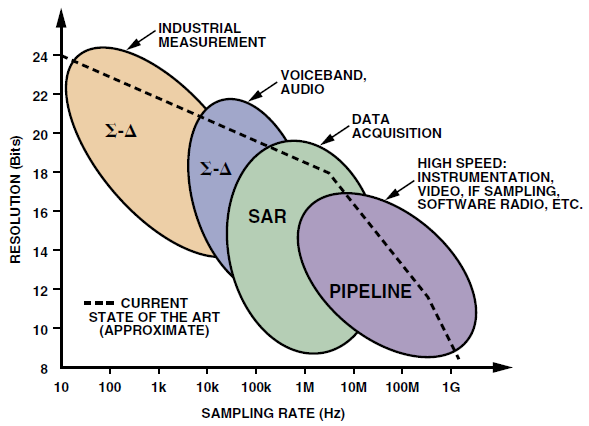 INDUSTRIAL
MEASUREMENT
VOICEBAND,
AUDIO
DATA
ACQUISITION
HIGH SPEED:
INSTRUMENTATION,
VIDEO, IF SAMPLING,
SOFTWARE RADIO, ETC.
Σ-Δ
Σ-Δ
SAR
PIPELINE
CURRENT
STATE OF THE ART
(APPROXIMATE)
RESOLUTION (Bits)
24
22
20
18
16
14
12
10
8
10 100 1k 10k 100k 1M 10M 100M 1G
SAMPLING RATE (Hz)